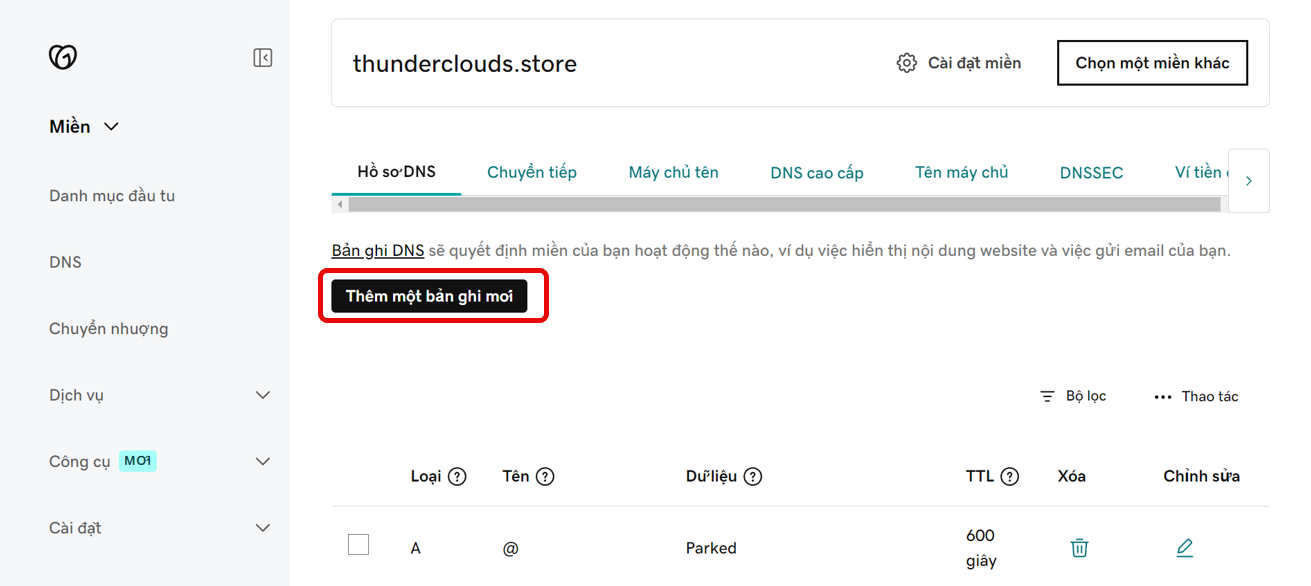 thunderclouds.store
Cài đặt miền
Chọn một miền khác
Miền
Danh mục đầu tư
DNS
Chuyển nhượng
Dịch vụ
Công cụ MỚI
Cài đặt
Hồ sơ DNS
Chuyển tiếp
Máy chủ tên
DNS cao cấp
Tên máy chủ
DNSSEC
Ví tiền
Bản ghi DNS sẽ quyết định miền của bạn hoạt động thế nào, ví dụ việc hiển thị nội dung website và việc gửi email của bạn.
Thêm một bản ghi mới
Bộ lọc
Thao tác
Loại
Tên
Dữ liệu
TTL
Xóa
Chỉnh sửa
A
@
Parked
600
giây